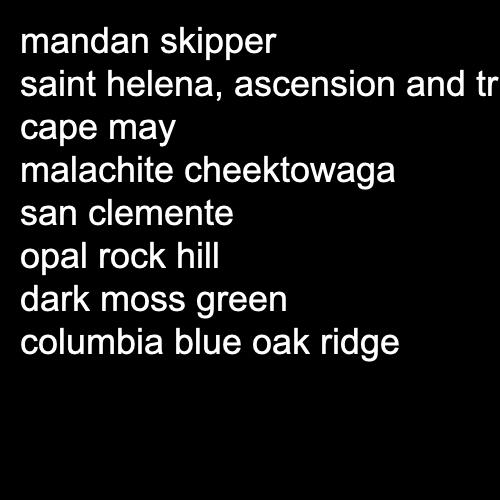 mandan skipper
saint helena, ascension and tr
cape may
malachite cheektowaga
san clemente
opal rock hill
dark moss green
columbia blue oak ridge